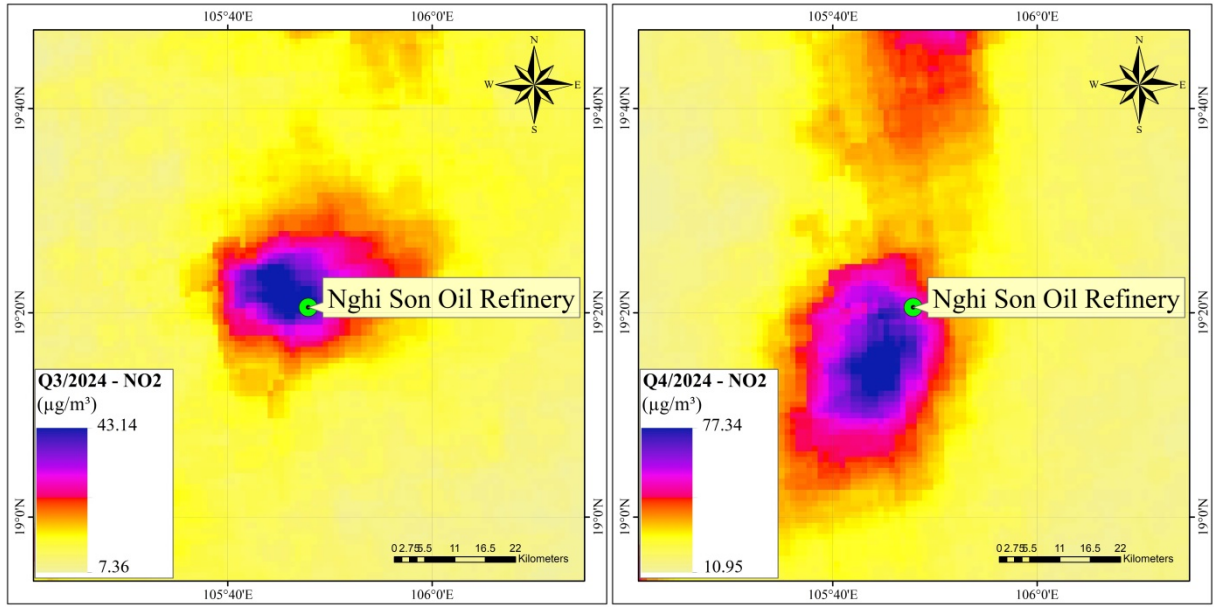 105°40'E 106°0'E
N
W E
S
19°40'N 19°40'N
Nghi Son Oil Refinery
19°20'N 19°20'N
Q3/2024 - NO2
(µg/m³)
43.14
7.36
19°0'N 19°0'N
0 2.75 5.5 11 16.5 22
Kilometers
105°40'E 106°0'E
105°40'E 106°0'E
N
W E
S
19°40'N 19°40'N
Nghi Son Oil Refinery
19°20'N 19°20'N
Q4/2024 - NO2
(µg/m³)
77.34
10.95
19°0'N 19°0'N
0 2.75 5.5 11 16.5 22
Kilometers
105°40'E 106°0'E